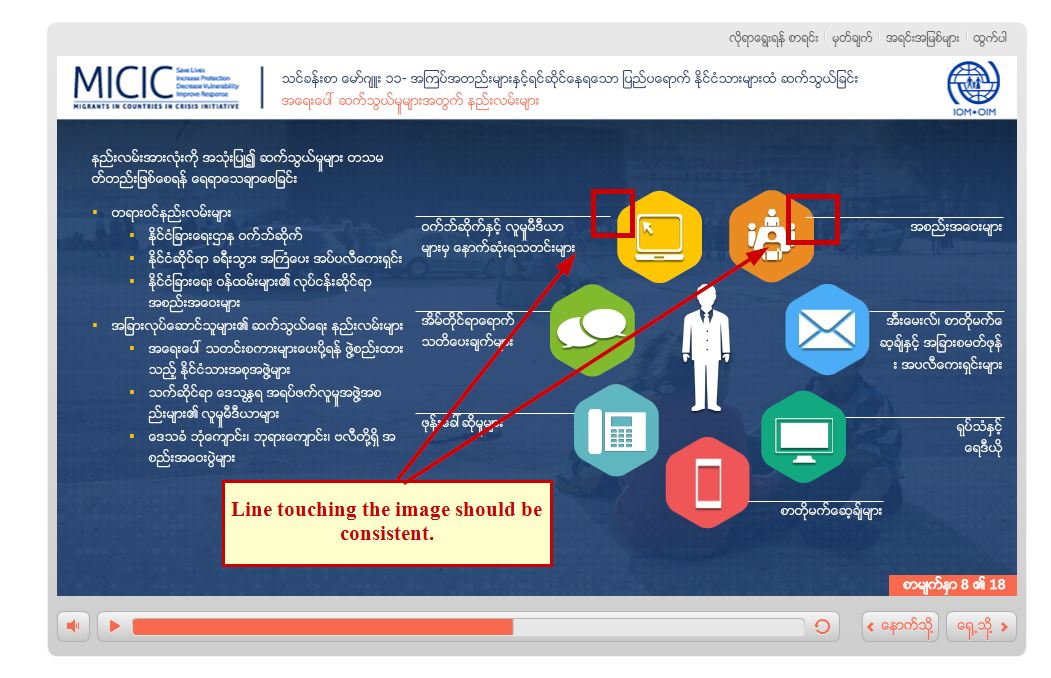 လိုရာရွေးရန် စာရင်း
မှတ်ချက်
အရင်းအမြစ်များ
ထွက်ပါ
MICIC
Save Lives
Increase Protection
Decrease Vulnerability
Improve Response
MIGRANTS IN COUNTRIES IN CRISIS INITIATIVE
သင်ခန်းစာ မော်ဂျူး ၁၁- အကြပ်အတည်းများနှင့်ရင်ဆိုင်နေရသော ပြည်ပရောက် နိုင်ငံသားများထံ ဆက်သွယ်ခြင်း
အရေးပေါ် ဆက်သွယ်မှုများအတွက် နည်းလမ်းများ
IOM•OIM
နည်းလမ်းအားလုံးကို အသုံးပြု၍ ဆက်သွယ်မှုများ တသမ
တ်တည်းဖြစ်စေရန် ရေရာသေချာစေခြင်း
▪ တရားဝင်နည်းလမ်းများ
▪ နိုင်ငံခြားရေးဌာန ဝက်ဘ်ဆိုက်
▪ နိုင်ငံဆိုင်ရာ ခရီးသွား အကြံပေး အပ်ပလီကေးရှင်း
▪ နိုင်ငံခြားရေး ဝန်ထမ်းများ၏ လုပ်ငန်းဆိုင်ရာ
အစည်းအဝေးများ
▪ အခြားလုပ်ဆောင်သူများ၏ ဆက်သွယ်ရေး နည်းလမ်းများ
▪ အရေးပေါ် သတင်းစကားများပေးပို့ရန် ဖွဲ့စည်းထား
သည့် နိုင်ငံသားအစုအဖွဲ့များ
▪ သက်ဆိုင်ရာ ဒေသန္တရ အရပ်ဖက်လူမှုအဖွဲ့အစ
ည်းများ၏ လူမှုမီဒီယာများ
▪ ဒေသခံ ဘုံကျောင်း၊ ဘုရားကျောင်း၊ ဗလီတို့ရှိ အ
စည်းအဝေးပွဲများ
ဝက်ဘ်ဆိုက်နှင့် လူမှုမီဒီယာ
များမှ နောက်ဆုံးရသတင်းများ
အစည်းအဝေးများ
အိမ်တိုင်ရာရောက်
သတိပေးချက်များ
အီးမေးလ်၊ စာတိုမက်စ
ေ့ချ်နှင့် အခြားစမတ်ဖုန်
း အပလီကေးရှင်းများ
ဖုန်းခေါ်ဆိုမှုများ
ရုပ်သံနှင့်
ရေဒီယို
စာတိုမက်ဆေ့ချ်များ
Line touching the image should be
consistent.
စာမျက်နှာ 8 ၏ 18
နောက်သို့
ရှေ့သို့